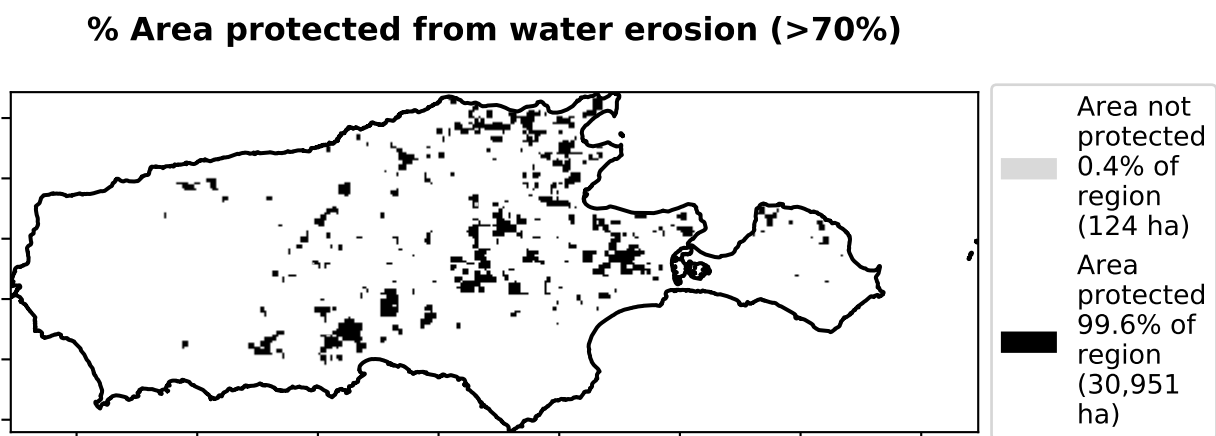 % Area protected from water erosion (>70%)
Area not
protected
0.4% of
region
(124 ha)
Area
protected
99.6% of
region
(30,951
ha)